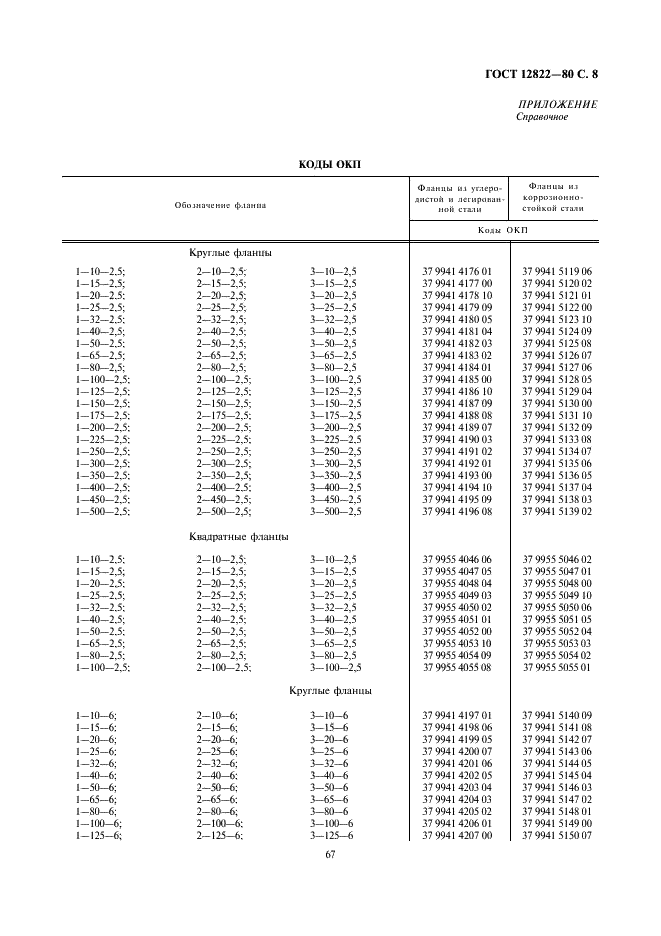 ГОСТ 12822—80 С. 8
ПРИЛОЖЕНИЕ
Справочное
КОДЫ ОКП
Обозначение фланца
Фланцы из углеро-
дистой и легирован-
ной стали
Фланцы из
коррозионно-
стойкой стали
Коды ОКП
Круглые фланцы
1—10—2,5; 2—10—2,5; 3—10—2,5 37 9941 4176 01 37 9941 5119 06
1—15—2,5; 2—15—2,5; 3—15—2,5 37 9941 4177 00 37 9941 5120 02
1—20—2,5; 2—20—2,5; 3—20—2,5 37 9941 4178 10 37 9941 5121 01
1—25—2,5; 2—25—2,5; 3—25—2,5 37 9941 4179 09 37 9941 5122 00
1—32—2,5; 2—32—2,5; 3—32—2,5 37 9941 4180 05 37 9941 5123 10
1—40—2,5; 2—40—2,5; 3—40—2,5 37 9941 4181 04 37 9941 5124 09
1—50—2,5; 2—50—2,5; 3—50—2,5 37 9941 4182 03 37 9941 5125 08
1—65—2,5; 2—65—2,5; 3—65—2,5 37 9941 4183 02 37 9941 5126 07
1—80—2,5; 2—80—2,5; 3—80—2,5 37 9941 4184 01 37 9941 5127 06
1—100—2,5; 2—100—2,5; 3—100—2,5 37 9941 4185 00 37 9941 5128 05
1—125—2,5; 2—125—2,5; 3—125—2,5 37 9941 4186 10 37 9941 5129 04
1—150—2,5; 2—150—2,5; 3—150—2,5 37 9941 4187 09 37 9941 5130 00
1—175—2,5; 2—175—2,5; 3—175—2,5 37 9941 4188 08 37 9941 5131 10
1—200—2,5; 2—200—2,5; 3—200—2,5 37 9941 4189 07 37 9941 5132 09
1—225—2,5; 2—225—2,5; 3—225—2,5 37 9941 4190 03 37 9941 5133 08
1—250—2,5; 2—250—2,5; 3—250—2,5 37 9941 4191 02 37 9941 5134 07
1—300—2,5; 2—300—2,5; 3—300—2,5 37 9941 4192 01 37 9941 5135 06
1—350—2,5; 2—350—2,5; 3—350—2,5 37 9941 4193 00 37 9941 5136 05
1—400—2,5; 2—400—2,5; 3—400—2,5 37 9941 4194 10 37 9941 5137 04
1—450—2,5; 2—450—2,5; 3—450—2,5 37 9941 4195 09 37 9941 5138 03
1—500—2,5; 2—500—2,5; 3—500—2,5 37 9941 4196 08 37 9941 5139 02
Квадратные фланцы
1—10—2,5; 2—10—2,5; 3—10—2,5 37 9955 4046 06 37 9955 5046 02
1—15—2,5; 2—15—2,5; 3—15—2,5 37 9955 4047 05 37 9955 5047 01
1—20—2,5; 2—20—2,5; 3—20—2,5 37 9955 4048 04 37 9955 5048 00
1—25—2,5; 2—25—2,5; 3—25—2,5 37 9955 4049 03 37 9955 5049 10
1—32—2,5; 2—32—2,5; 3—32—2,5 37 9955 4050 02 37 9955 5050 06
1—40—2,5; 2—40—2,5; 3—40—2,5 37 9955 4051 01 37 9955 5051 05
1—50—2,5; 2—50—2,5; 3—50—2,5 37 9955 4052 00 37 9955 5052 04
1—65—2,5; 2—65—2,5; 3—65—2,5 37 9955 4053 10 37 9955 5053 03
1—80—2,5; 2—80—2,5; 3—80—2,5 37 9955 4054 09 37 9955 5054 02
1—100—2,5; 2—100—2,5; 3—100—2,5 37 9955 4055 08 37 9955 5055 01
Круглые фланцы
1—10—6; 2—10—6; 3—10—6 37 9941 4197 01 37 9941 5140 09
1—15—6; 2—15—6; 3—15—6 37 9941 4198 06 37 9941 5141 08
1—20—6; 2—20—6; 3—20—6 37 9941 4199 05 37 9941 5142 07
1—25—6; 2—25—6; 3—25—6 37 9941 4200 07 37 9941 5143 06
1—32—6; 2—32—6; 3—32—6 37 9941 4201 06 37 9941 5144 05
1—40—6; 2—40—6; 3—40—6 37 9941 4202 05 37 9941 5145 04
1—50—6; 2—50—6; 3—50—6 37 9941 4203 04 37 9941 5146 03
1—65—6; 2—65—6; 3—65—6 37 9941 4204 03 37 9941 5147 02
1—80—6; 2—80—6; 3—80—6 37 9941 4205 02 37 9941 5148 01
1—100—6; 2—100—6; 3—100—6 37 9941 4206 01 37 9941 5149 00
1—125—6; 2—125—6; 3—125—6 37 9941 4207 00 37 9941 5150 07
67